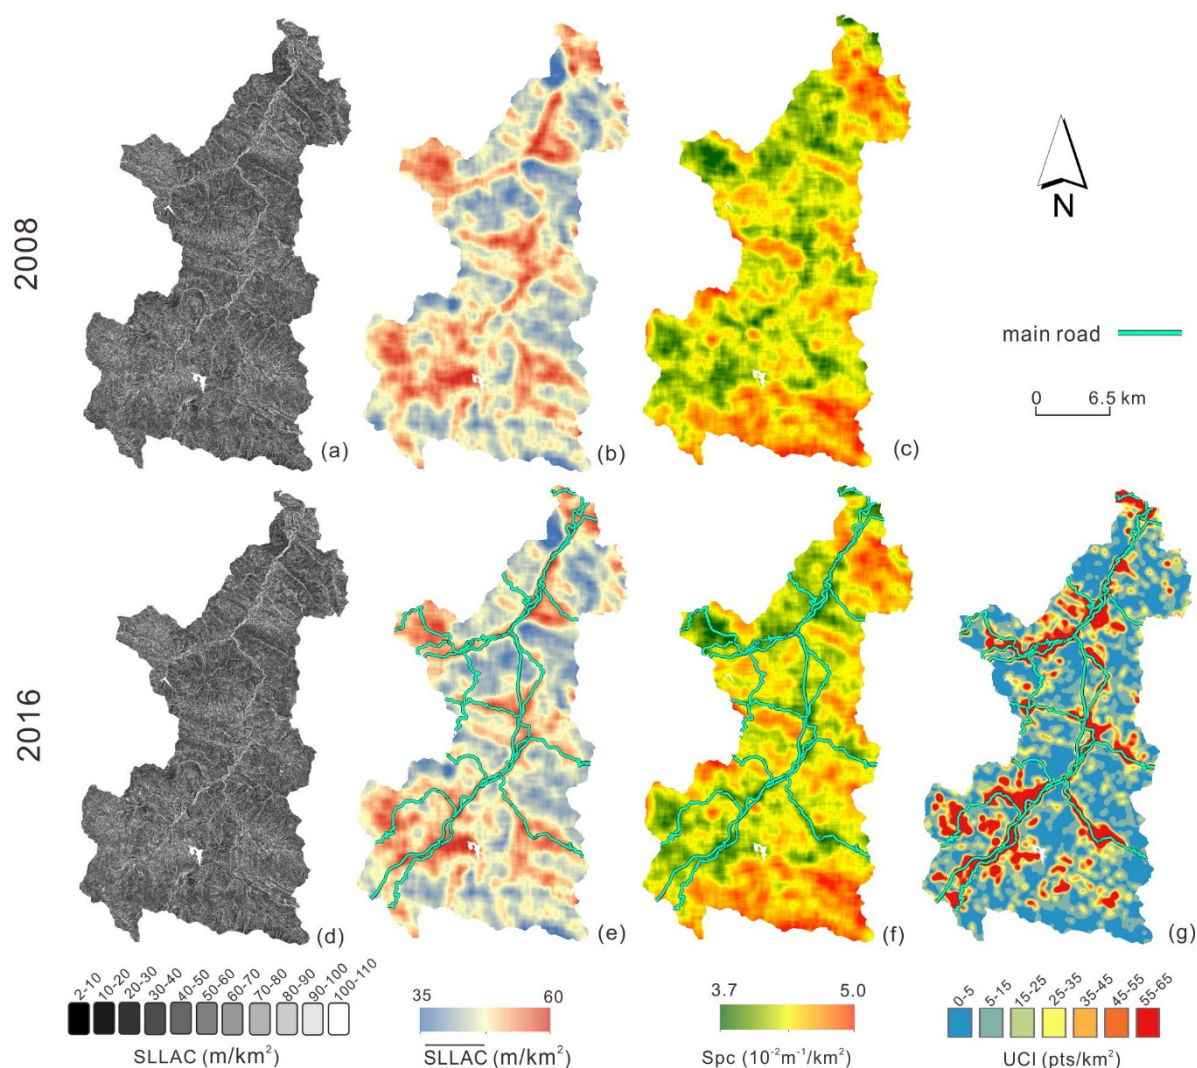 2008
(a)
(b)
(c)
N
main road
0 6.5 km
2016
(d)
(e)
(f)
(g)
2-10 10-20 20-30 30-40 40-50 50-60 60-70 70-80 80-90 90-100 100-110
SLLAC (m/km²)
35 60
SLLAC (m/km²)
3.7 5.0
Spc (10⁻²m⁻¹/km²)
0-5 5-15 15-25 25-35 35-45 45-55 55-65
UCI (pts/km²)